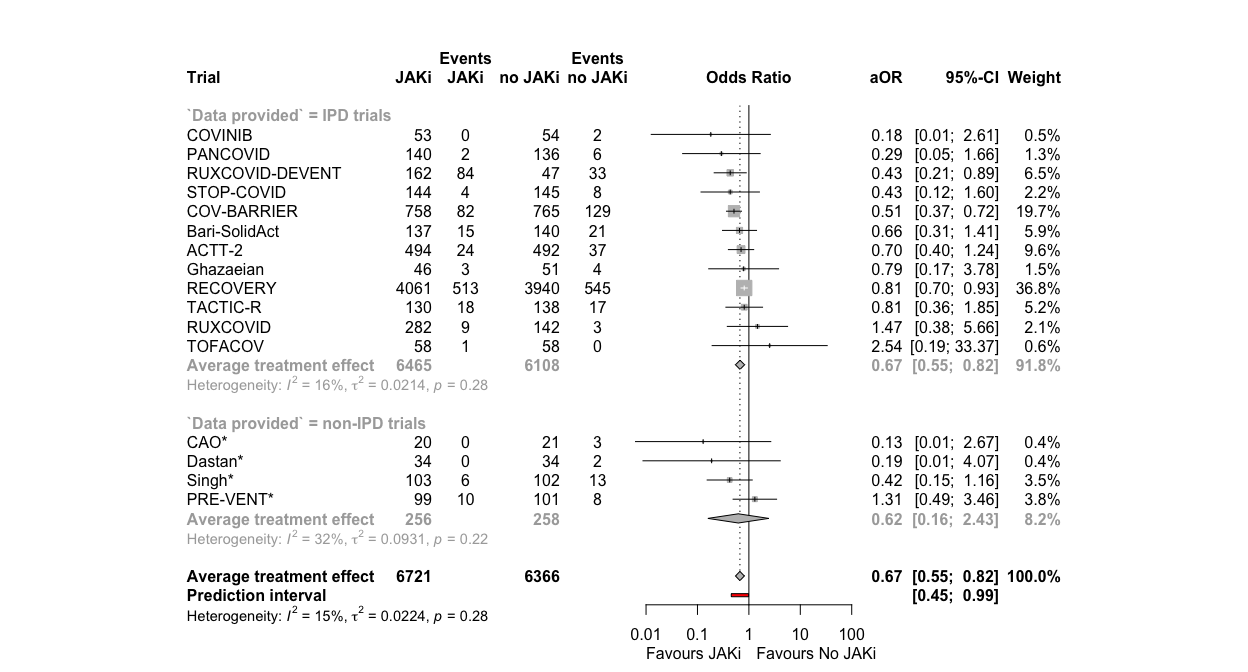 Events Events
Trial JAKi JAKi no JAKi no JAKi Odds Ratio aOR 95%-CI Weight
`Data provided` = IPD trials
COVINIB 53 0 54 2 0.18 [0.01; 2.61] 0.5%
PANCOVID 140 2 136 6 0.29 [0.05; 1.66] 1.3%
RUXCOVID-DEVENT 162 84 47 33 0.43 [0.21; 0.89] 6.5%
STOP-COVID 144 4 145 8 0.43 [0.12; 1.60] 2.2%
COV-BARRIER 758 82 765 129 0.51 [0.37; 0.72] 19.7%
Bari-SolidAct 137 15 140 21 0.66 [0.31; 1.41] 5.9%
ACTT-2 494 24 492 37 0.70 [0.40; 1.24] 9.6%
Ghazaeian 46 3 51 4 0.79 [0.17; 3.78] 1.5%
RECOVERY 4061 513 3940 545 0.81 [0.70; 0.93] 36.8%
TACTIC-R 130 18 138 17 0.81 [0.36; 1.85] 5.2%
RUXCOVID 282 9 142 3 1.47 [0.38; 5.66] 2.1%
TOFACOV 58 1 58 0 2.54 [0.19; 33.37] 0.6%
Average treatment effect 6465 6108 0.67 [0.55; 0.82] 91.8%
Heterogeneity: I² = 16%, τ² = 0.0214, p = 0.28
`Data provided` = non-IPD trials
CAO* 20 0 21 3 0.13 [0.01; 2.67] 0.4%
Dastan* 34 0 34 2 0.19 [0.01; 4.07] 0.4%
Singh* 103 6 102 13 0.42 [0.15; 1.16] 3.5%
PRE-VENT* 99 10 101 8 1.31 [0.49; 3.46] 3.8%
Average treatment effect 256 258 0.62 [0.16; 2.43] 8.2%
Heterogeneity: I² = 32%, τ² = 0.0931, p = 0.22
Average treatment effect 6721 6366 0.67 [0.55; 0.82] 100.0%
Prediction interval [0.45; 0.99]
Heterogeneity: I² = 15%, τ² = 0.0224, p = 0.28
0.01 0.1 1 10 100
Favours JAKi Favours No JAKi